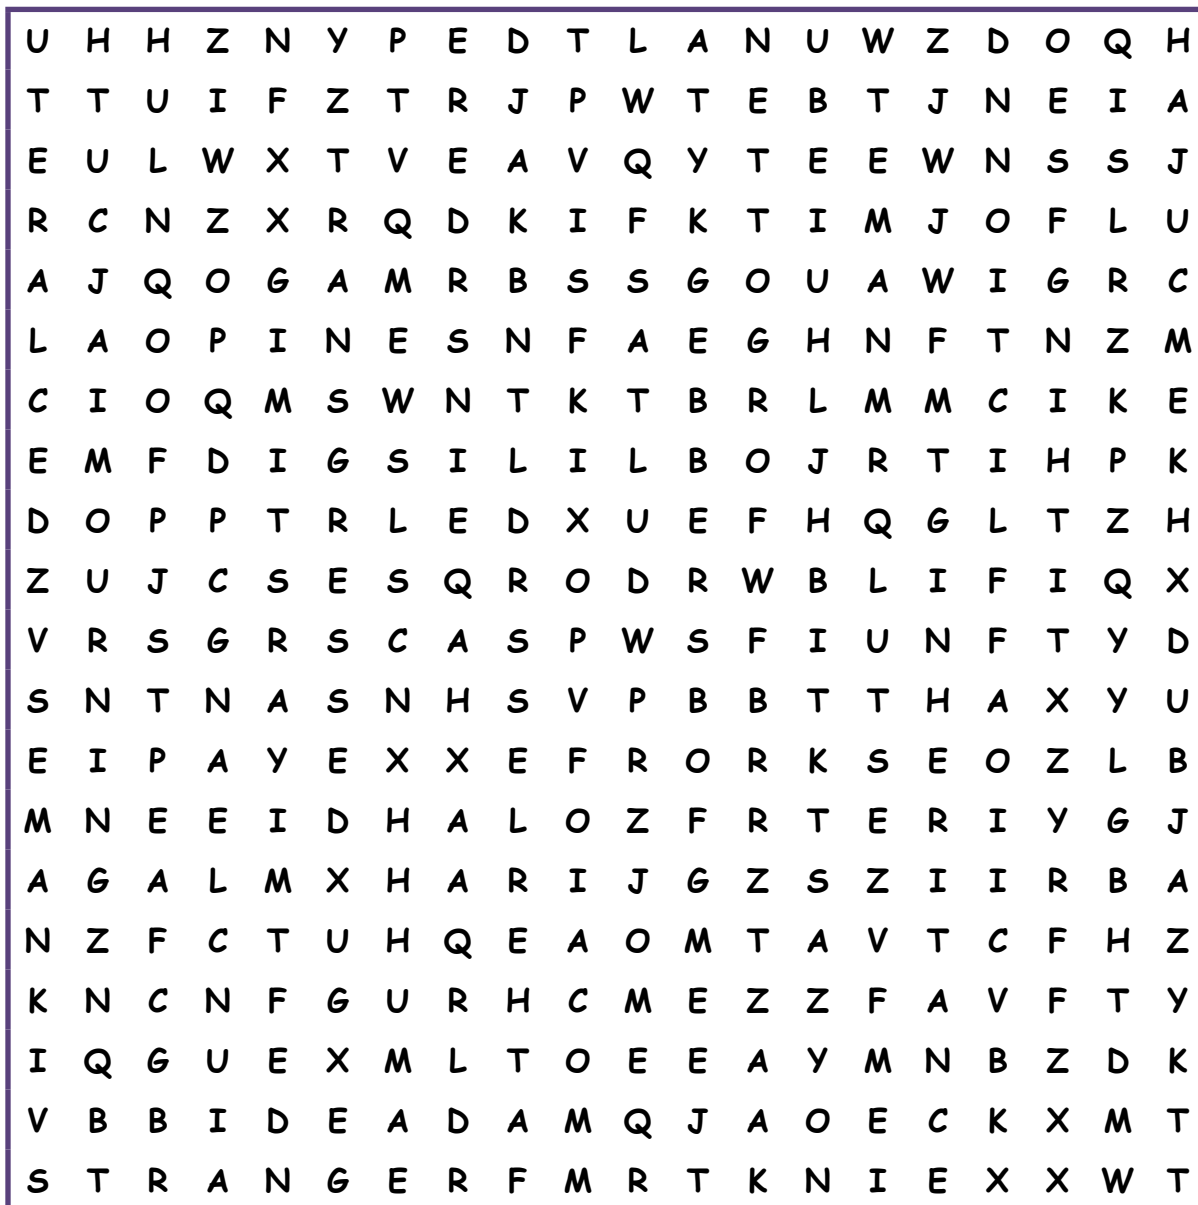 U H H Z N Y P E D T L A N U W Z D O Q H
T T U I F Z T R J P W T E B T J N E I A
E U L W X T V E A V Q Y T E E W N S S J
R C N Z X R Q D K I F K T I M J O F L U
A J Q O G A M R B S S G O U A W I G R C
L A O P I N E S N F A E G H N F T N Z M
C I O Q M S W N T K T B R L M M C I K E
E M F D I G S I L I L B O J R T I H P K
D O P P T R L E D X U E F H Q G L T Z H
Z U J C S E S Q R O D R W B L I F I Q X
V R S G R S C A S P W S F I U N F T Y D
S N T N A S N H S V P B B T T H A X Y U
E I P A Y E X X E F R O R K S E O Z L B
M N E E I D H A L O Z F R T E R I Y G J
A G A L M X H A R I J G Z S Z I I R B A
N Z F C T U H Q E A O M T A V T C F H Z
K N C N F G U R H C M E Z Z F A V F T Y
I Q G U E X M L T O E E A Y M N B Z D K
V B B I D E A D A M Q J A O E C K X M T
S T R A N G E R F M R T K N I E X X W T